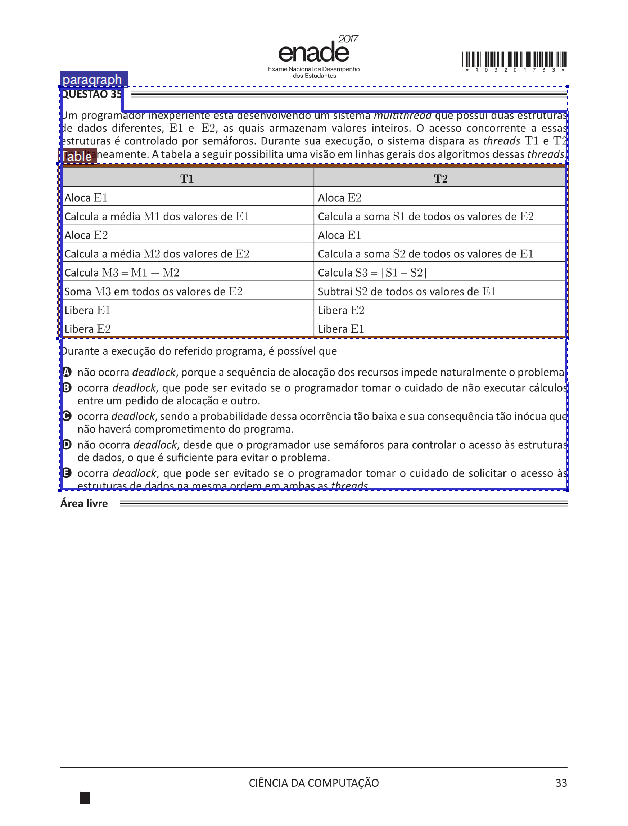 2017
enade
Exame Nacional de Desempenho
dos Estudantes
*R0320173 3*
paragraph
QUESTÃO 35
Um programador inexperiente está desenvolvendo um sistema multithread que possui duas estruturas
de dados diferentes, E1 e E2, as quais armazenam valores inteiros. O acesso concorrente a essas
estruturas é controlado por semáforos. Durante sua execução, o sistema dispara as threads T1 e T2
Table neamente. A tabela a seguir possibilita uma visão em linhas gerais dos algoritmos dessas threads.
T1 T2
Aloca E1 Aloca E2
Calcula a média M1 dos valores de E1 Calcula a soma S1 de todos os valores de E2
Aloca E2 Aloca E1
Calcula a média M2 dos valores de E2 Calcula a soma S2 de todos os valores de E1
Calcula M3 = M1 – M2 Calcula S3 = |S1 – S2|
Soma M3 em todos os valores de E2 Subtrai S2 de todos os valores de E1
Libera E1 Libera E2
Libera E2 Libera E1
Durante a execução do referido programa, é possível que
A não ocorra deadlock, porque a sequência de alocação dos recursos impede naturalmente o problema.
B ocorra deadlock, que pode ser evitado se o programador tomar o cuidado de não executar cálculos
entre um pedido de alocação e outro.
C ocorra deadlock, sendo a probabilidade dessa ocorrência tão baixa e sua consequência tão inócua que
não haverá comprometimento do programa.
D não ocorra deadlock, desde que o programador use semáforos para controlar o acesso às estruturas
de dados, o que é suficiente para evitar o problema.
E ocorra deadlock, que pode ser evitado se o programador tomar o cuidado de solicitar o acesso às
estruturas de dados na mesma ordem em ambas as threads
Área livre
CIÊNCIA DA COMPUTAÇÃO 33